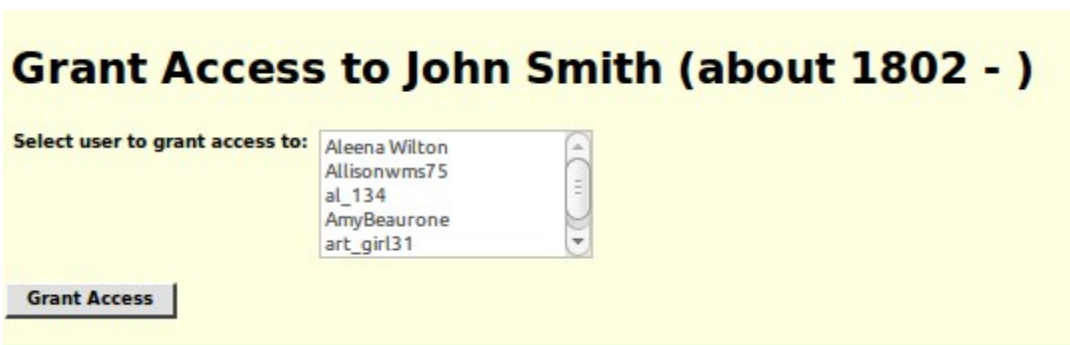 Grant Access to John Smith (about 1802 - )
Select user to grant access to:
Aleena Wilton
Allisonwms75
al_134
AmyBeaurone
art_girl31
Grant Access